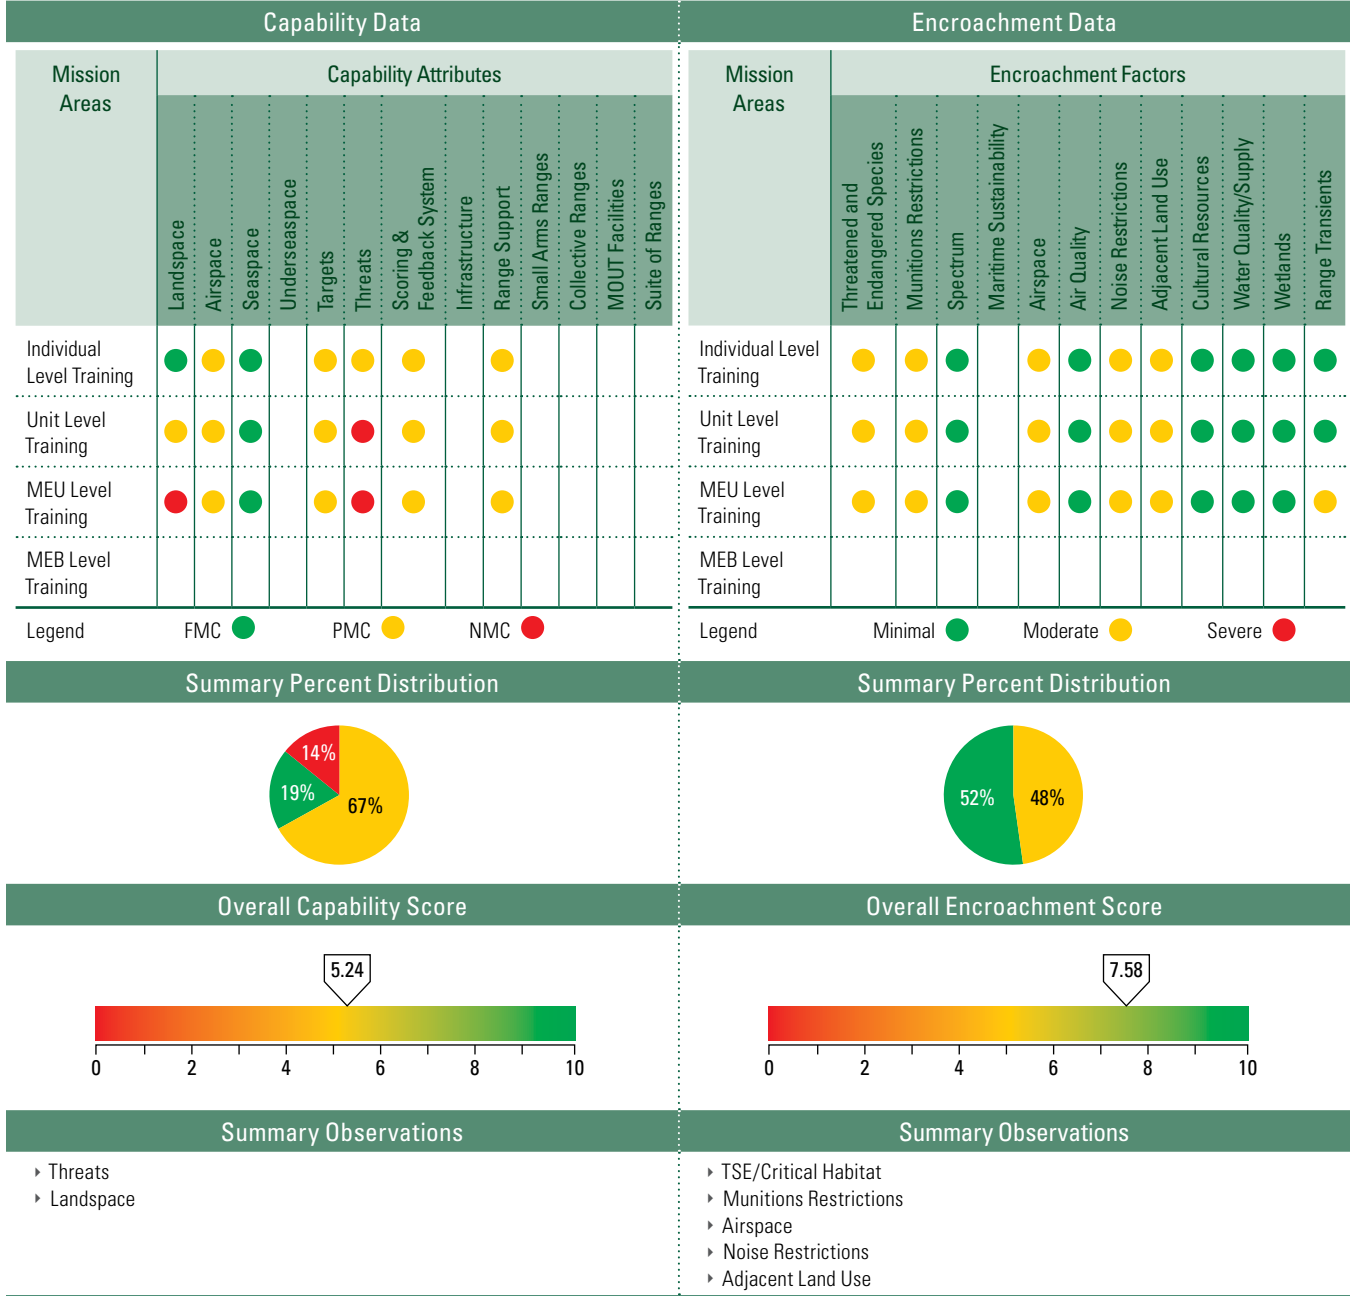 Capability Data
Mission
Areas
Capability Attributes
Landspace
Airspace
Seaspace
Underseaspace
Targets
Threats
Scoring &
Feedback System
Infrastructure
Range Support
Small Arms Ranges
Collective Ranges
MOUT Facilities
Suite of Ranges
Individual
Level Training
Unit Level
Training
MEU Level
Training
MEB Level
Training
Legend
FMC
PMC
NMC
Summary Percent Distribution
14%
19%
67%
Overall Capability Score
5.24
0 2 4 6 8 10
Summary Observations
Threats
Landspace
Encroachment Data
Mission
Areas
Encroachment Factors
Threatened and
Endangered Species
Munitions Restrictions
Spectrum
Maritime Sustainability
Airspace
Air Quality
Noise Restrictions
Adjacent Land Use
Cultural Resources
Water Quality/Supply
Wetlands
Range Transients
Individual Level
Training
Unit Level
Training
MEU Level
Training
MEB Level
Training
Legend
Minimal
Moderate
Severe
Summary Percent Distribution
52%
48%
Overall Encroachment Score
7.58
0 2 4 6 8 10
Summary Observations
TSE/Critical Habitat
Munitions Restrictions
Airspace
Noise Restrictions
Adjacent Land Use